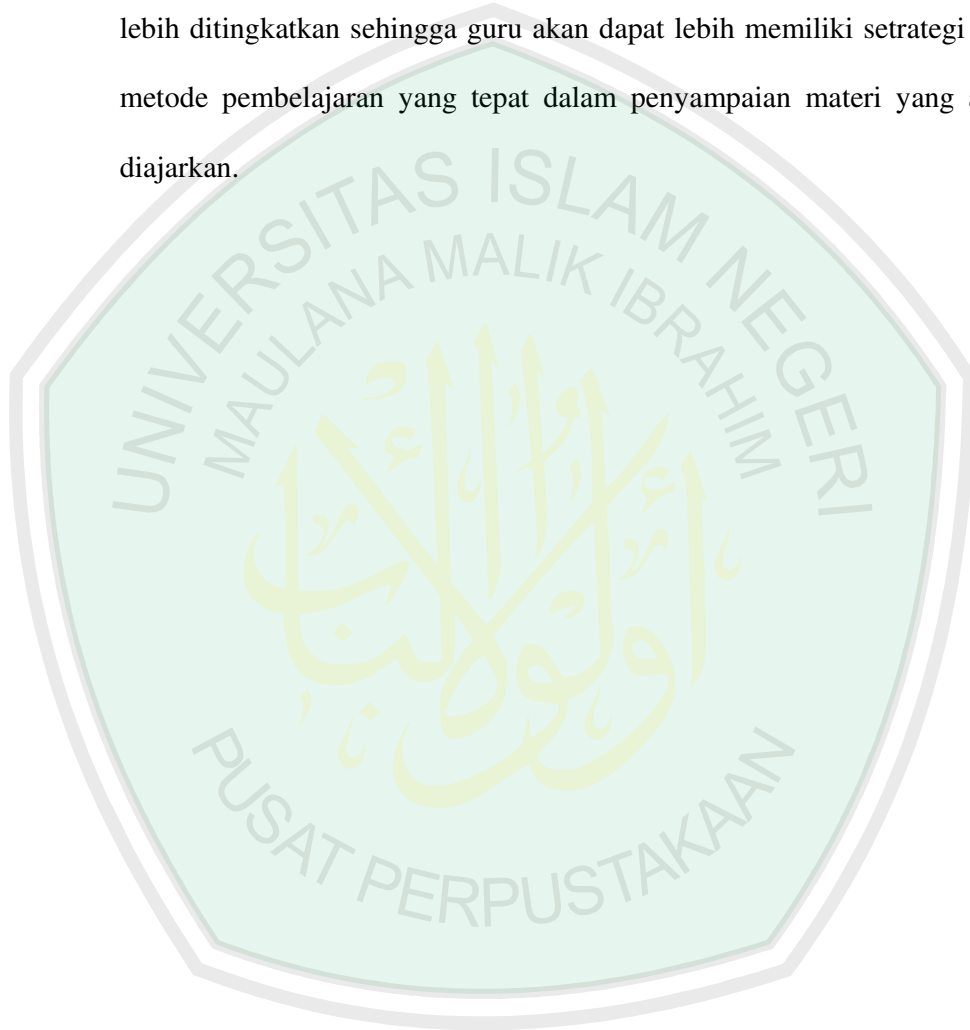 lebih ditingkatkan sehingga guru akan dapat lebih memiliki setrategi
metode pembelajaran yang tepat dalam penyampaian materi yang
diajarkan.
UNIVERSITAS ISLAM NEGERI
MAULANA MALIK IBRAHIM
أولوا الألباب
PUSAT PERPUSTAKAAN